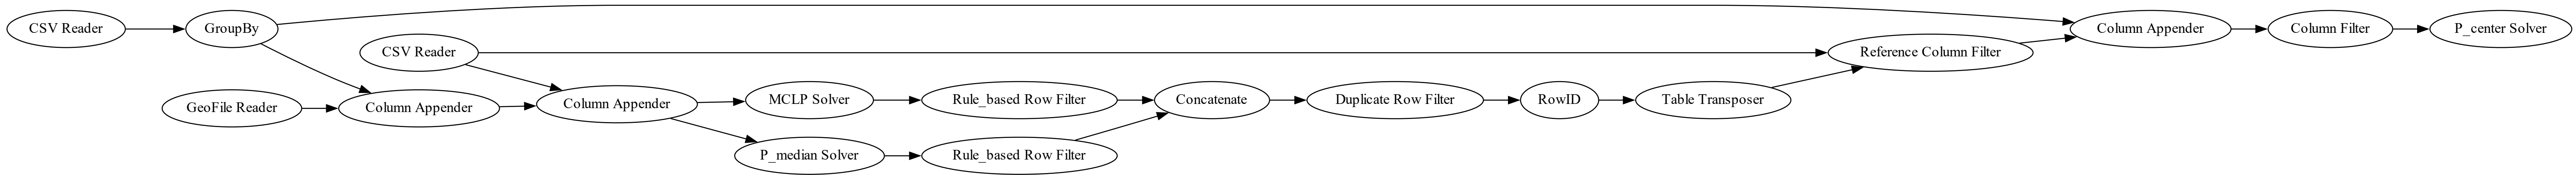 CSV Reader
GroupBy
CSV Reader
GeoFile Reader
Column Appender
Column Appender
MCLP Solver
P_median Solver
Rule_based Row Filter
Rule_based Row Filter
Concatenate
Duplicate Row Filter
RowID
Table Transposer
Reference Column Filter
Column Appender
Column Filter
P_center Solver